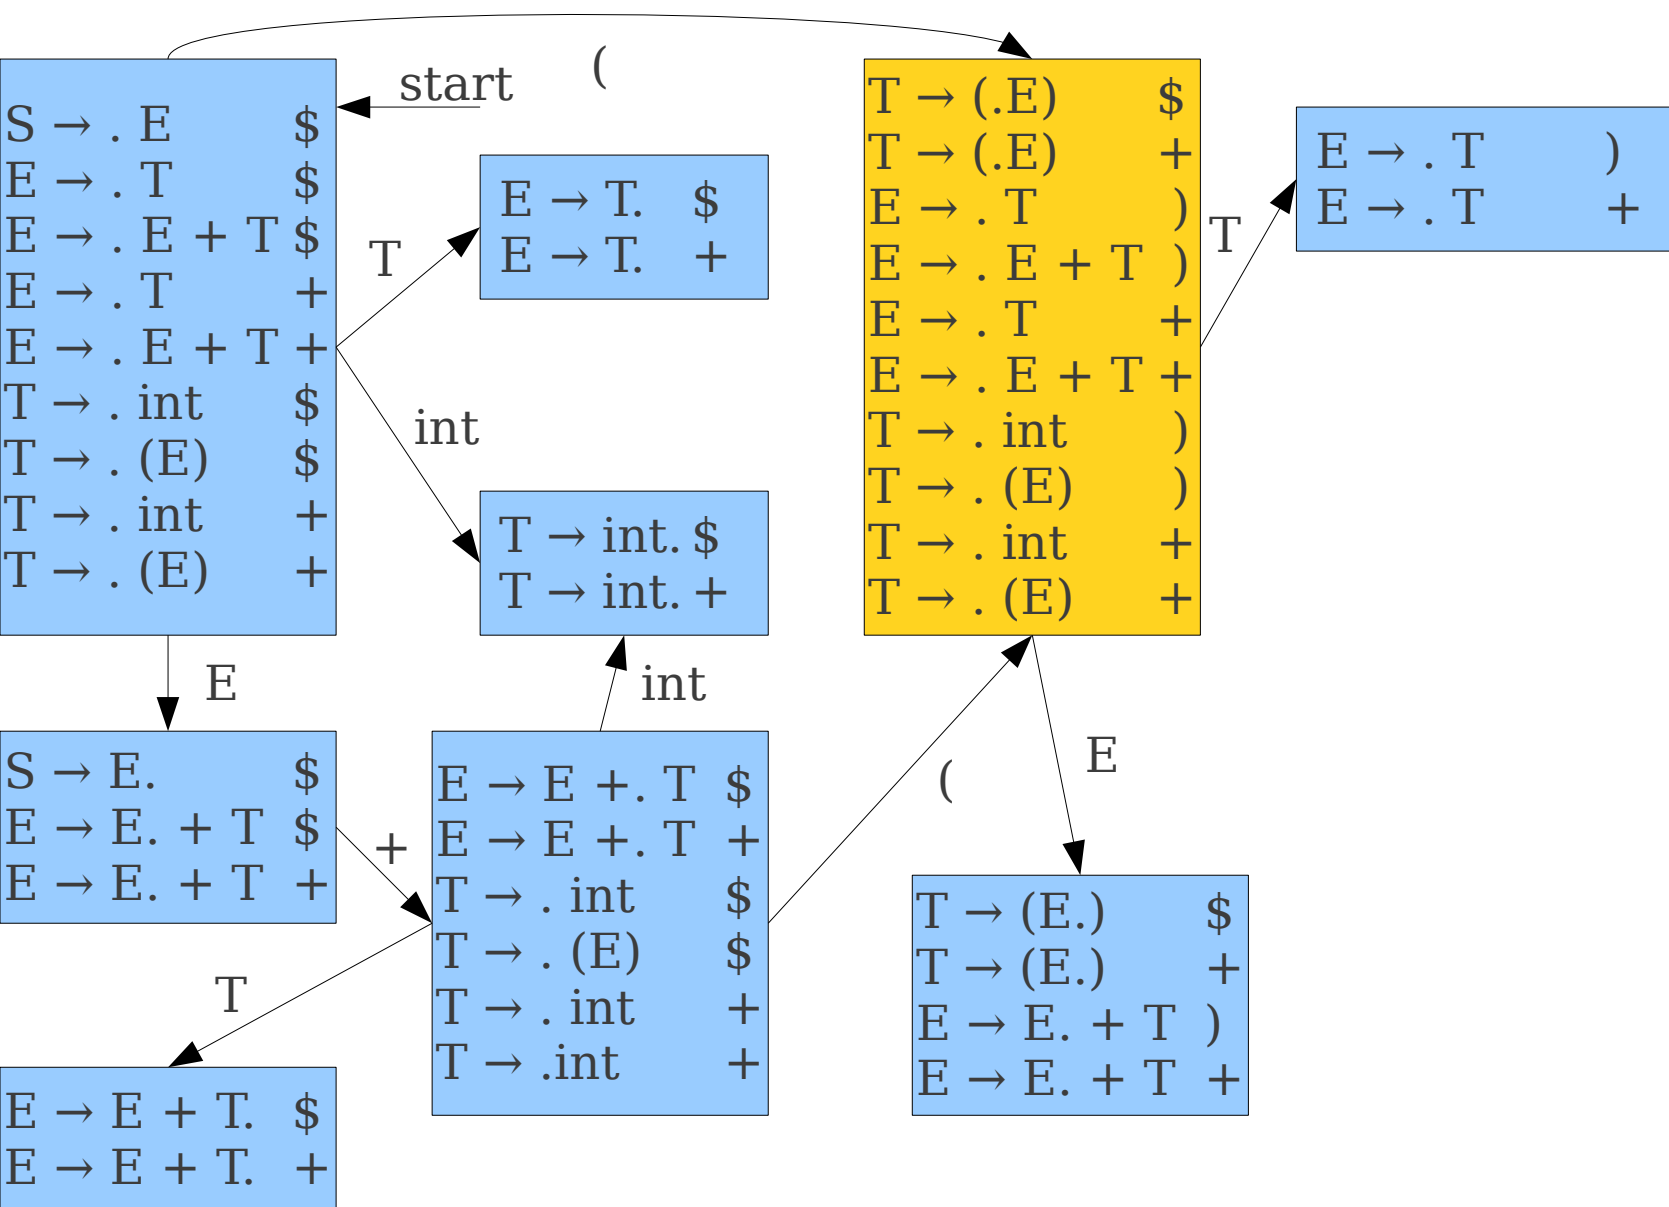 (
start
S → . E $
E → . T $
E → . E + T $
E → . T +
E → . E + T +
T → . int $
T → . (E) $
T → . int +
T → . (E) +
T
E → T. $
E → T. +
int
T → int. $
T → int. +
T → (.E) $
T → (.E) +
E → . T )
E → . E + T )
E → . T +
E → . E + T +
T → . int )
T → . (E) )
T → . int +
T → . (E) +
T
E → . T )
E → . T +
E
int
S → E. $
E → E. + T $
E → E. + T +
+
E → E +. T $
E → E +. T +
T → . int $
T → . (E) $
T → . int +
T → .int +
(
E
T → (E.) $
T → (E.) +
E → E. + T )
E → E. + T +
T
E → E + T. $
E → E + T. +